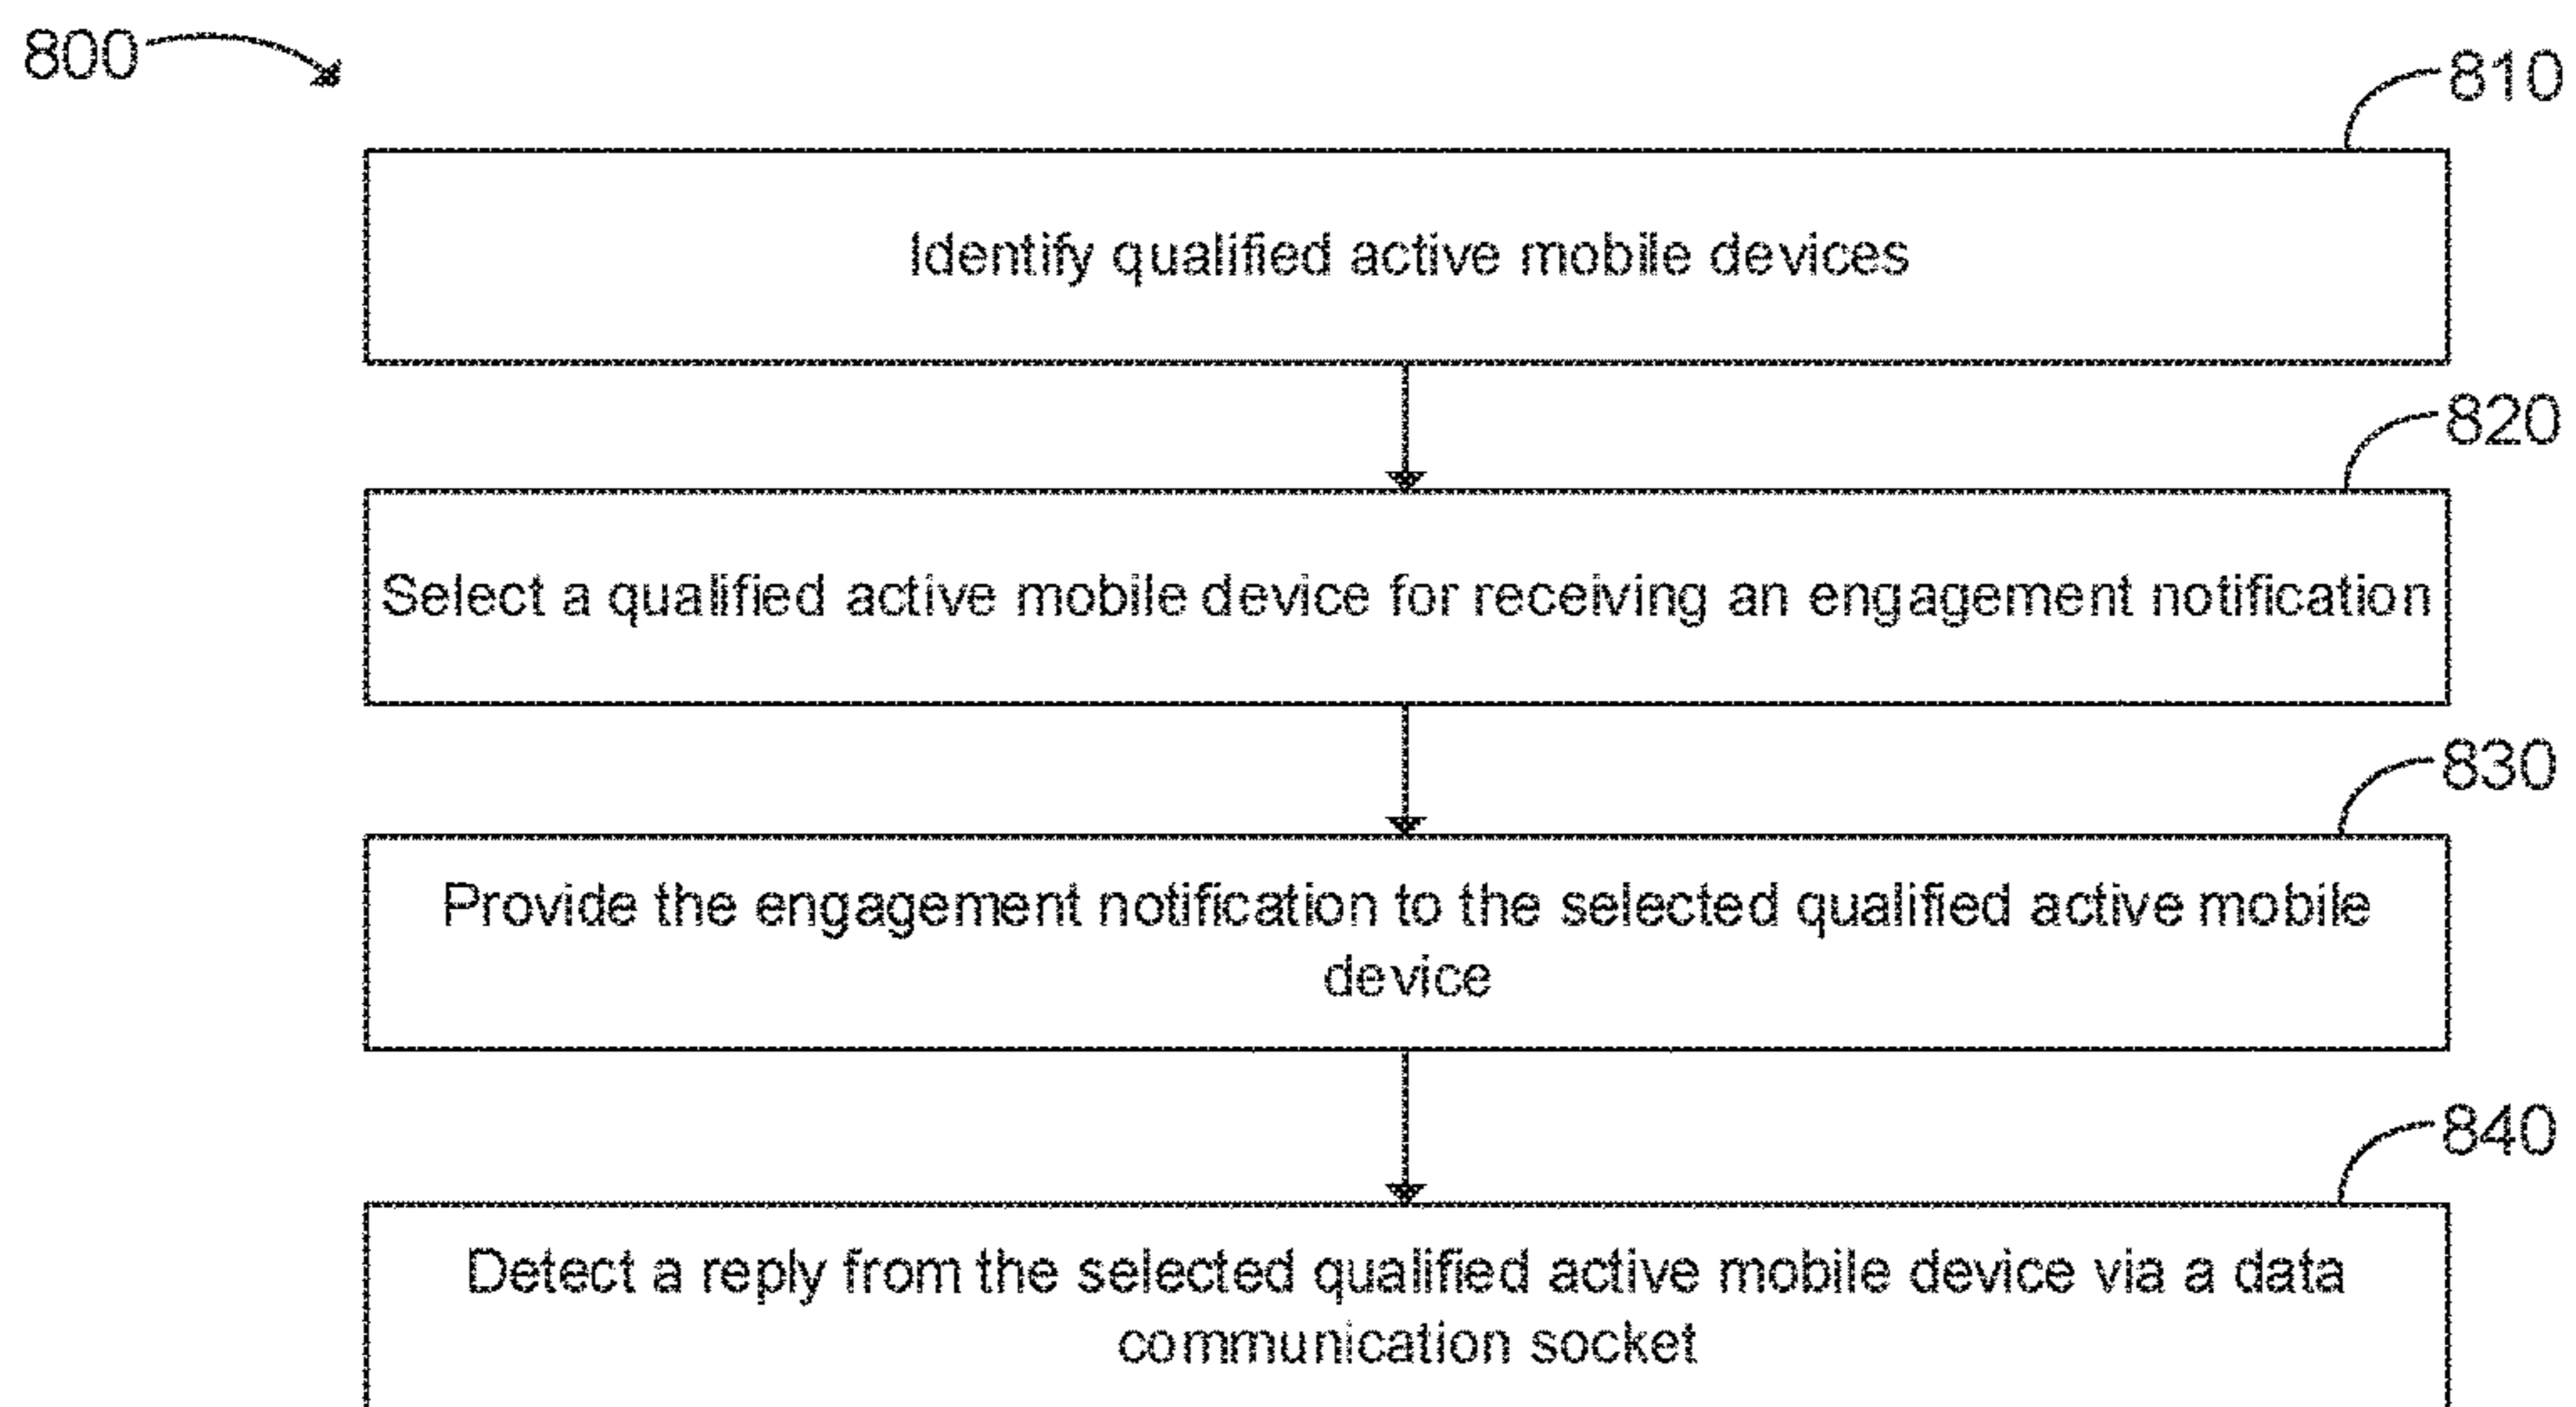 800
810
Identify qualified active mobile devices
820
Select a qualified active mobile device for receiving an engagement notification
830
Provide the engagement notification to the selected qualified active mobile
device
840
Detect a reply from the selected qualified active mobile device via a data
communication socket